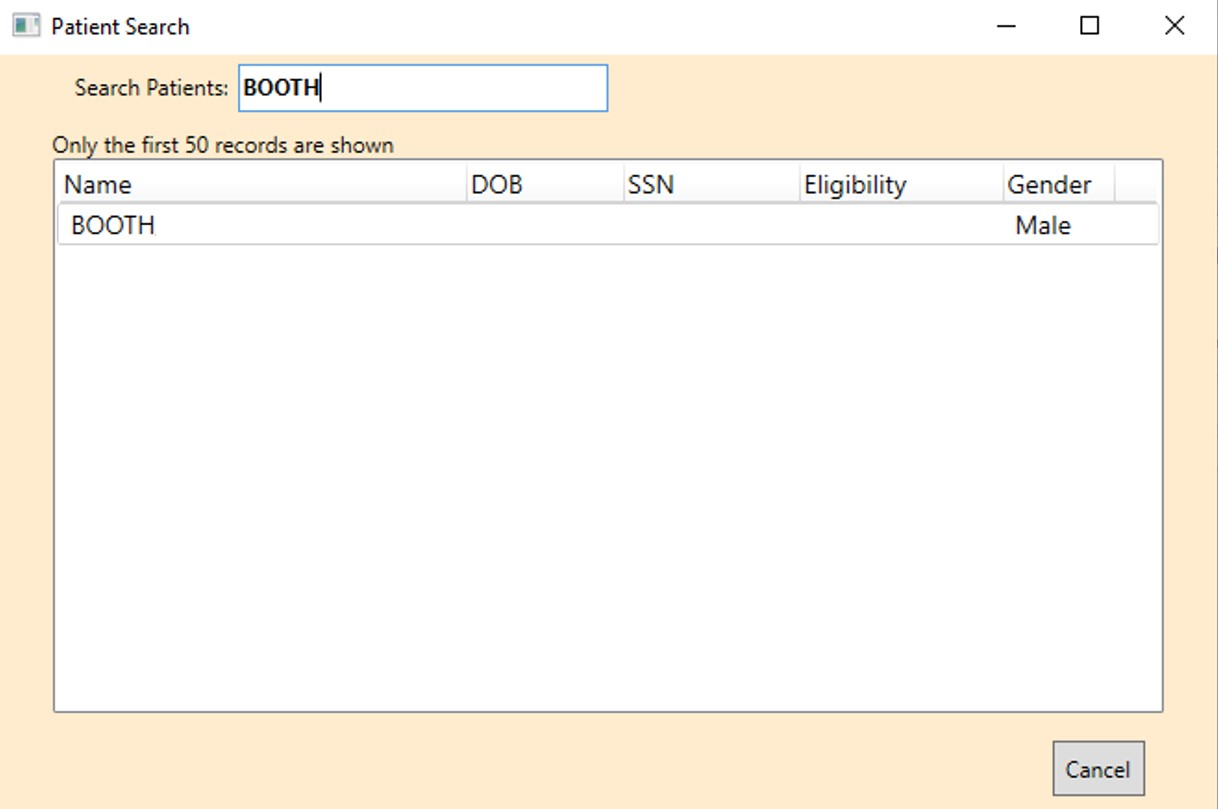 Patient Search
Search Patients: BOOTH
Only the first 50 records are shown
Name DOB SSN Eligibility Gender
BOOTH Male
Cancel